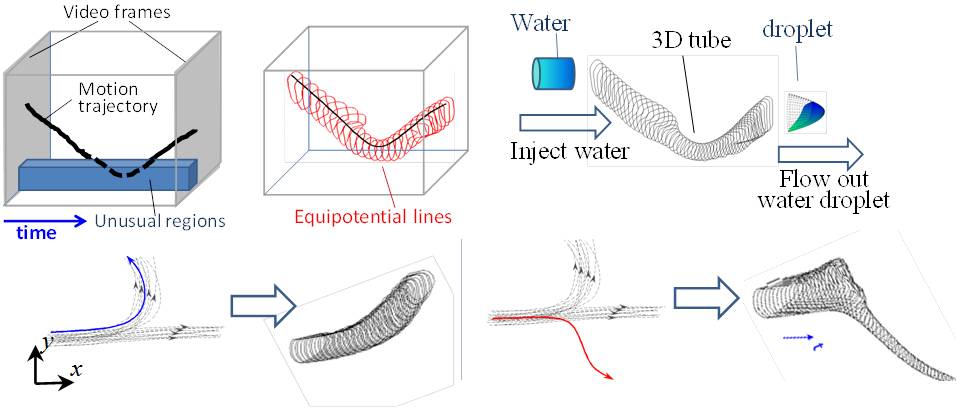 Video frames
Motion
trajectory
Unusual regions
time
Equipotential lines
Water
3D tube
droplet
Inject water
Flow out
water droplet
y
x